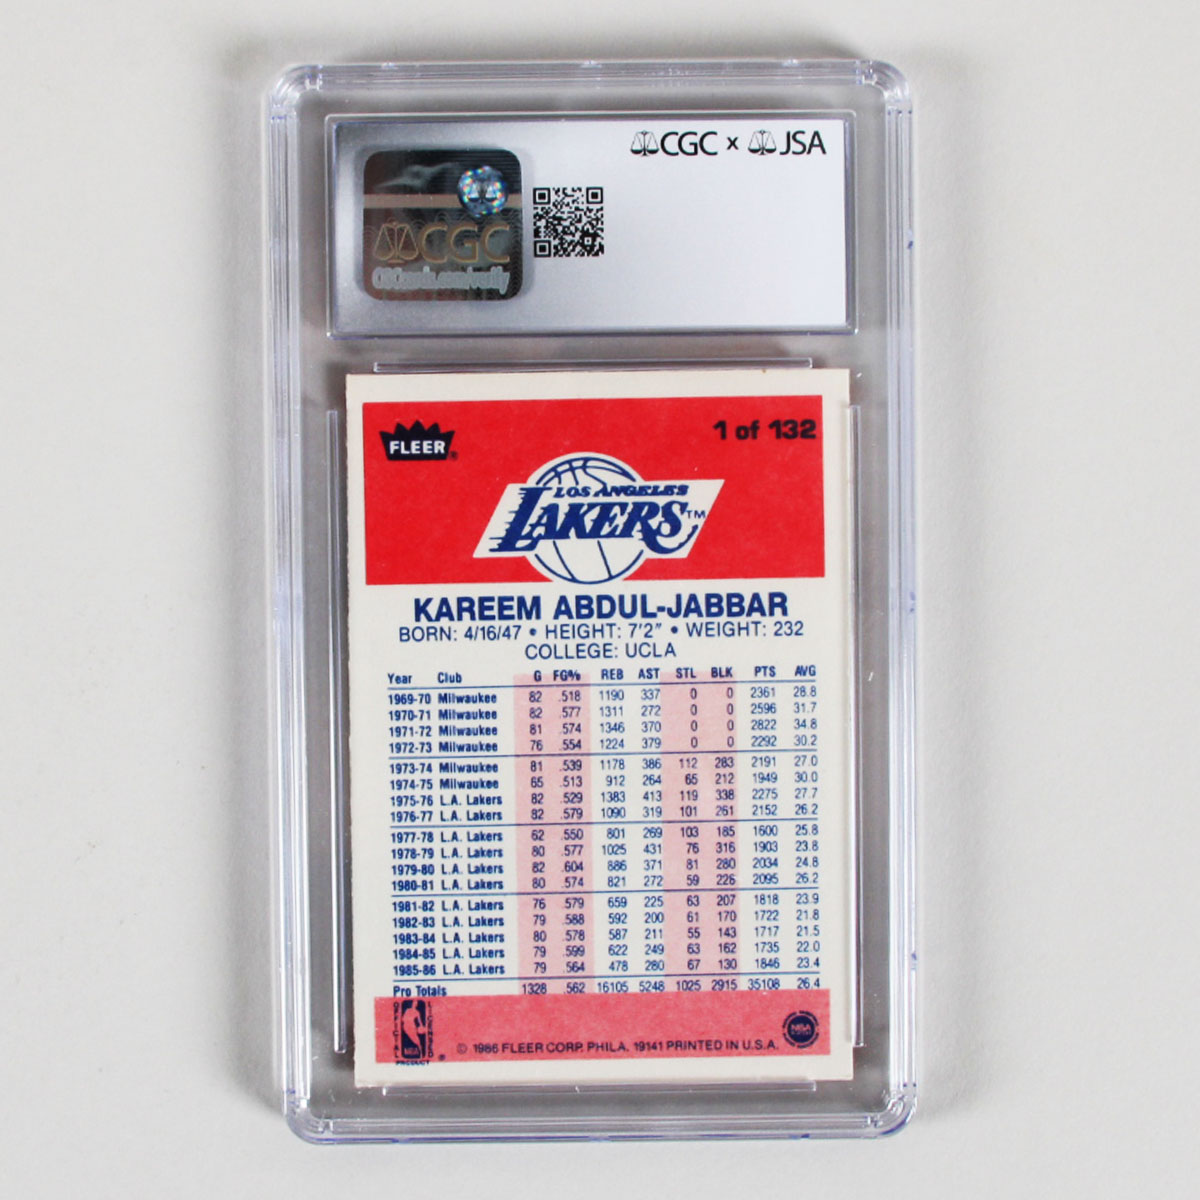 CGC x JSA
CGC
FLEER®
1 of 132
LOS ANGELES
LAKERS™
KAREEM ABDUL-JABBAR
BORN: 4/16/47 • HEIGHT: 7'2" • WEIGHT: 232
COLLEGE: UCLA
Year Club G FG% REB AST STL BLK PTS AVG
1969-70 Milwaukee 82 .518 1190 337 0 0 2361 28.8
1970-71 Milwaukee 82 .577 1311 272 0 0 2596 31.7
1971-72 Milwaukee 81 .574 1346 370 0 0 2822 34.8
1972-73 Milwaukee 76 .554 1224 379 0 0 2292 30.2
1973-74 Milwaukee 81 .539 1178 386 112 283 2191 27.0
1974-75 Milwaukee 65 .513 912 264 65 212 1949 30.0
1975-76 L.A. Lakers 82 .529 1383 413 119 338 2275 27.7
1976-77 L.A. Lakers 82 .579 1090 319 101 261 2152 26.2
1977-78 L.A. Lakers 62 .550 801 269 103 185 1600 25.8
1978-79 L.A. Lakers 80 .577 1025 431 76 316 1903 23.8
1979-80 L.A. Lakers 82 .604 886 371 81 280 2034 24.8
1980-81 L.A. Lakers 80 .574 821 272 59 226 2095 26.2
1981-82 L.A. Lakers 76 .579 659 225 63 207 1818 23.9
1982-83 L.A. Lakers 79 .588 592 200 61 170 1722 21.8
1983-84 L.A. Lakers 80 .578 587 211 55 143 1717 21.5
1984-85 L.A. Lakers 79 .599 622 249 63 162 1735 22.0
1985-86 L.A. Lakers 79 .564 478 280 67 130 1846 23.4
Pro Totals 1328 .562 16105 5248 1025 2915 35108 26.4
OFFICIAL LICENSED
NBA
PRODUCT ®
© 1986 FLEER CORP. PHILA. 19141 PRINTED IN U.S.A.